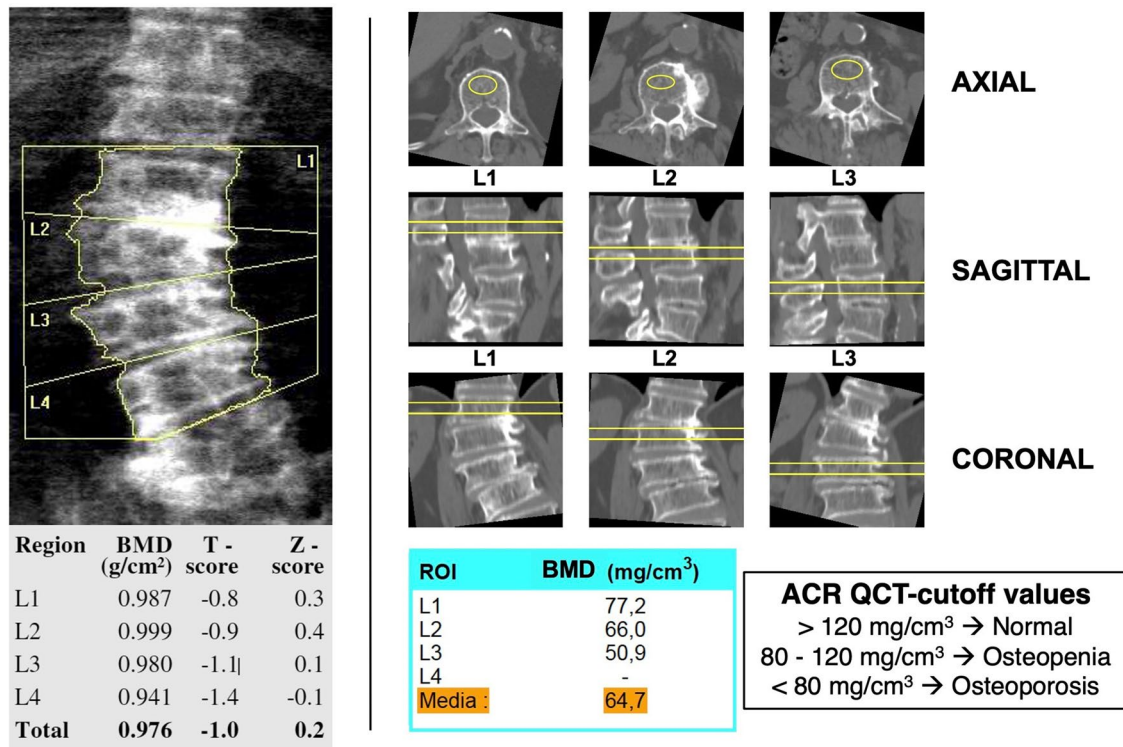 L1
L2
L3
L4
Region BMD T - Z -
(g/cm²) score score
L1 0.987 -0.8 0.3
L2 0.999 -0.9 0.4
L3 0.980 -1.1 0.1
L4 0.941 -1.4 -0.1
Total 0.976 -1.0 0.2
AXIAL
L1 L2 L3
SAGITTAL
L1 L2 L3
CORONAL
ROI BMD (mg/cm³)
L1 77,2
L2 66,0
L3 50,9
L4 -
Media : 64,7
ACR QCT-cutoff values
> 120 mg/cm³ → Normal
80 - 120 mg/cm³ → Osteopenia
< 80 mg/cm³ → Osteoporosis